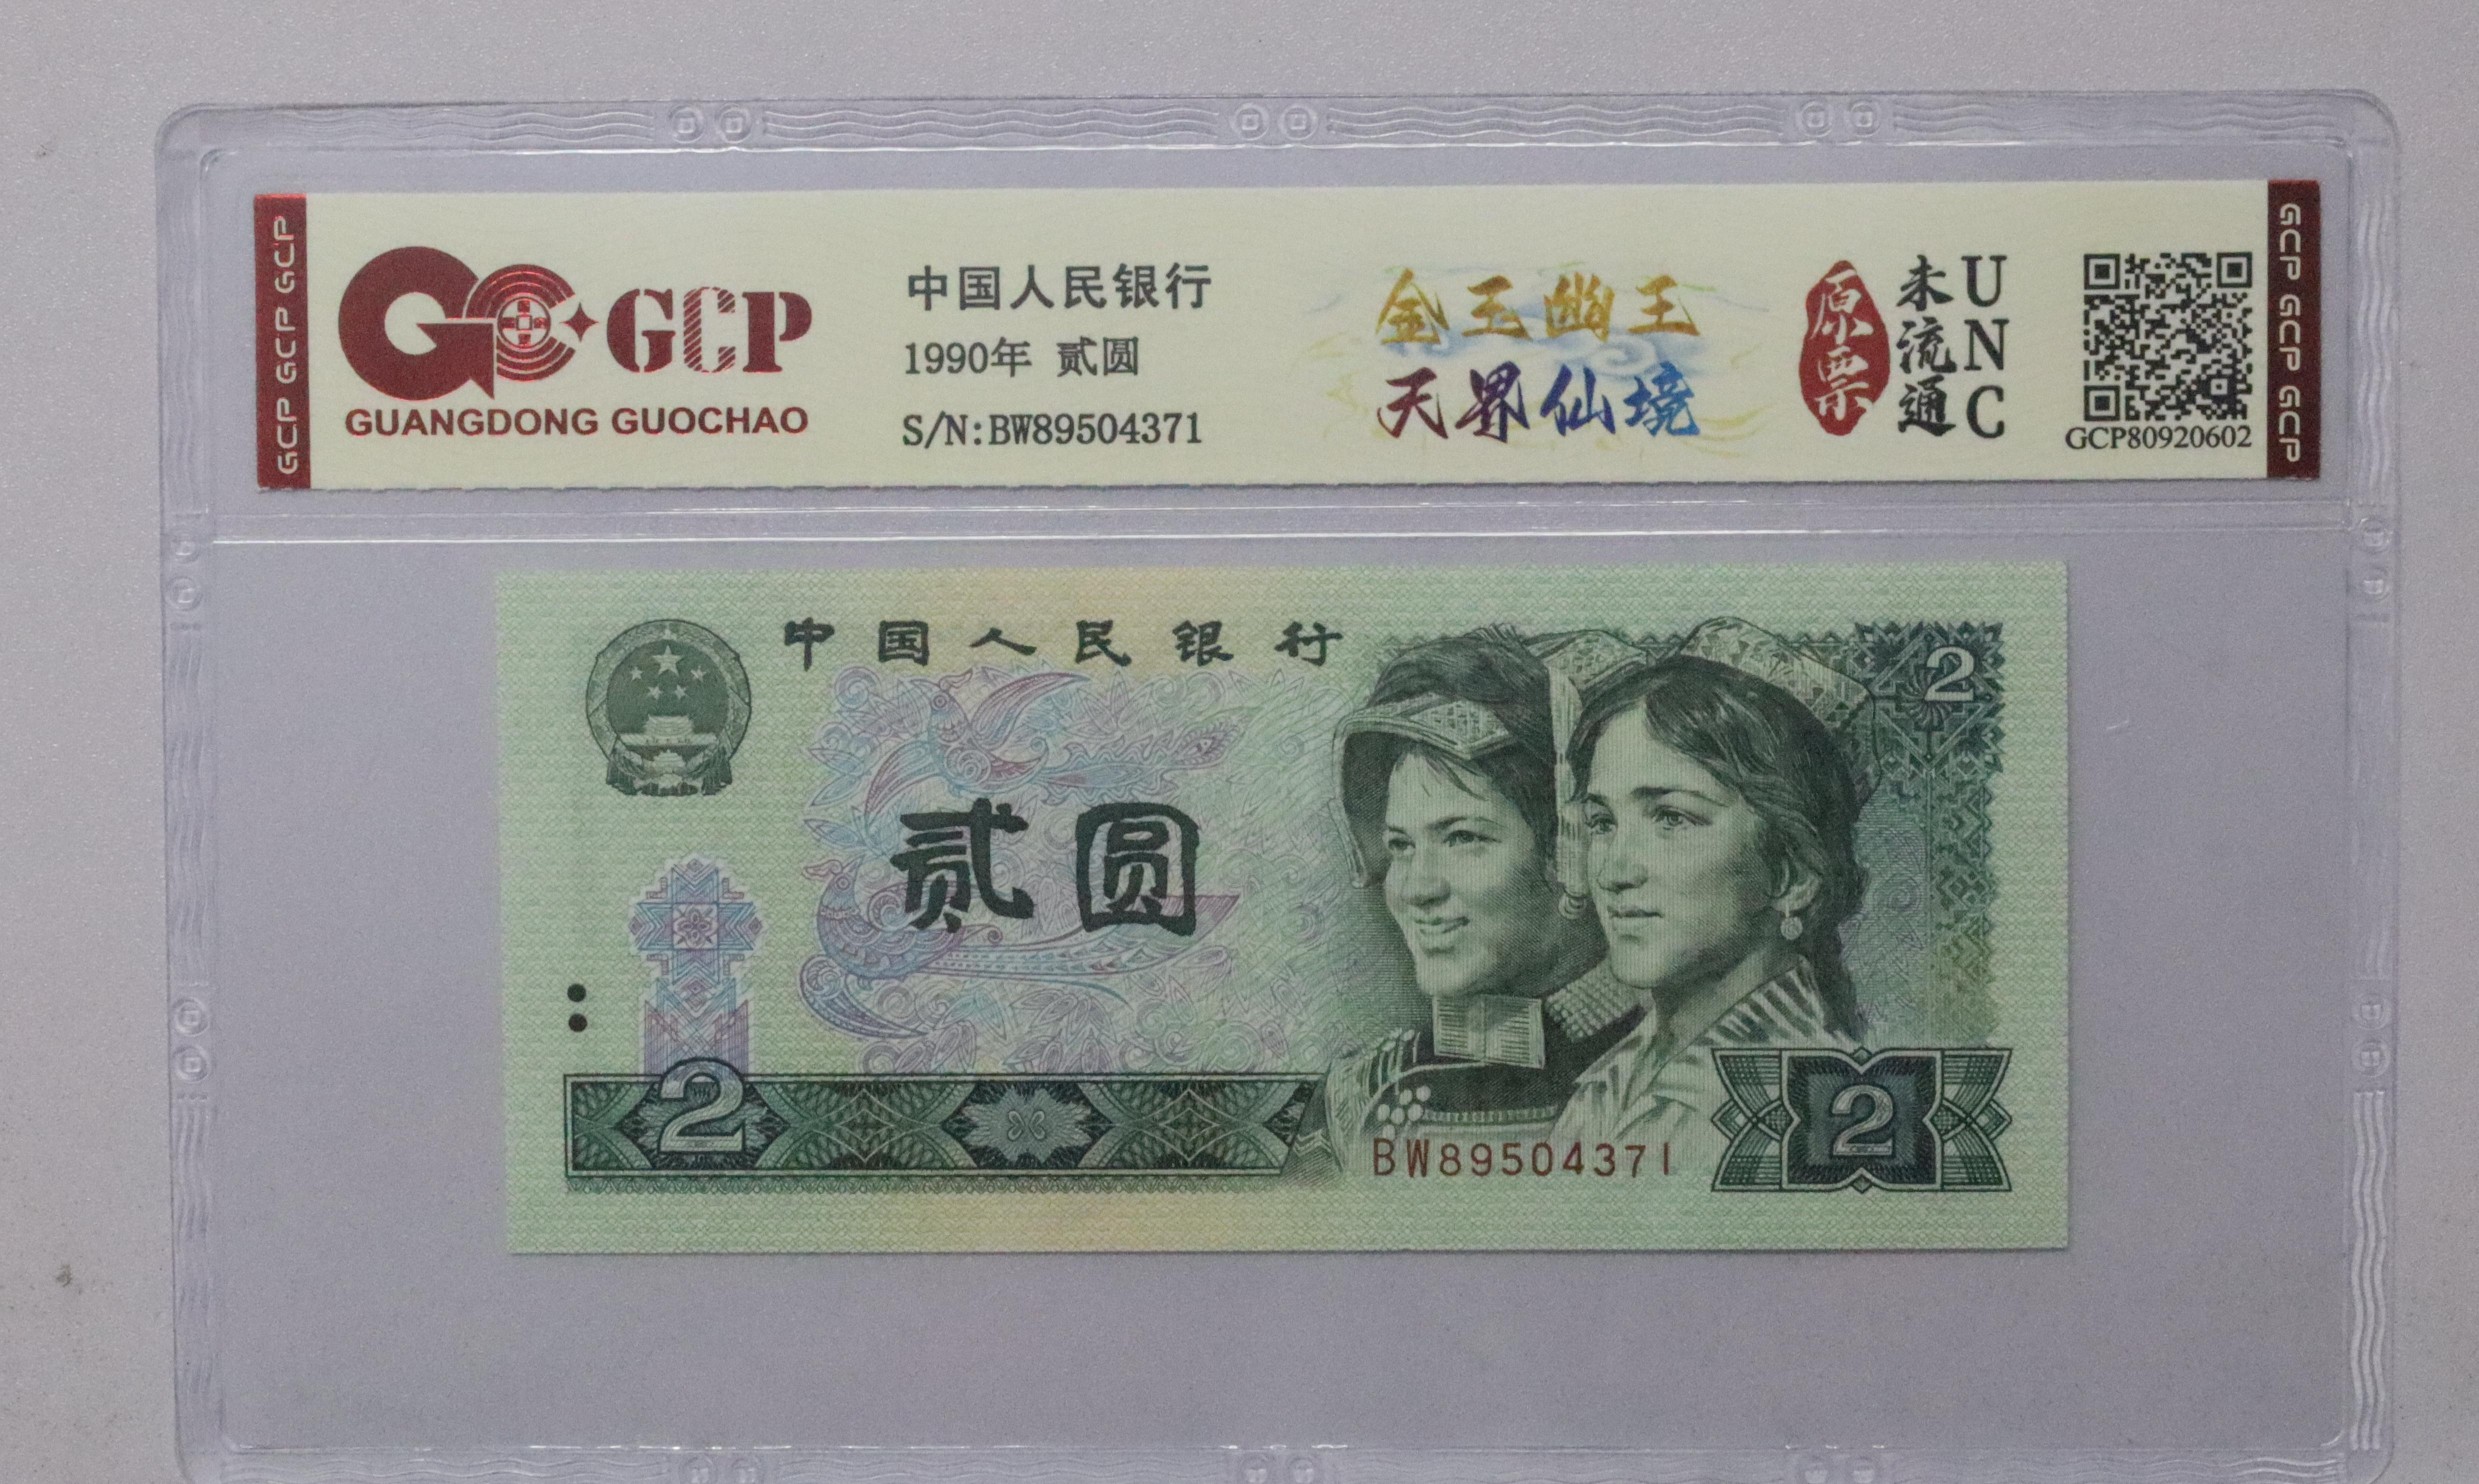 GCP GCP GCP
GCP
GUANGDONG GUOCHAO
中国人民银行
1990年 贰圆
S/N:BW89504371
金玉幽王
天界仙境
原票
未流通
UNC
GCP80920602
GCP GCP GCP
中国人民银行
2
贰圆
2
BW89504371
2